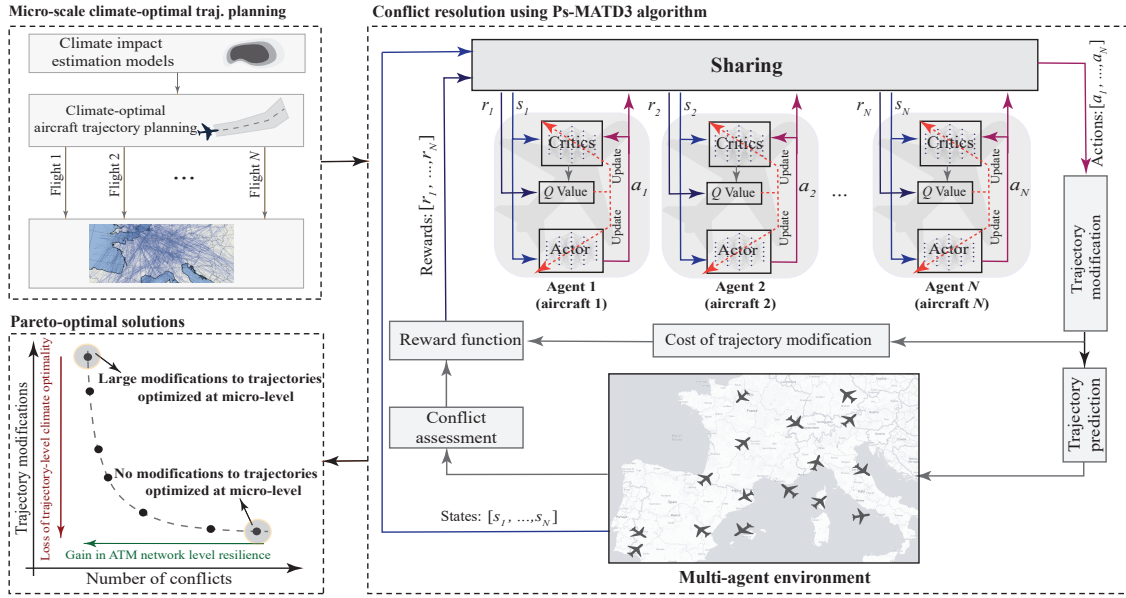 Micro-scale climate-optimal traj. planning
Climate impact
estimation models
Climate-optimal
aircraft trajectory planning
Flight 1
Flight 2
...
Flight N
Pareto-optimal solutions
Trajectory modifications
Loss of trajectory-level climate optimality
Large modifications to trajectories
optimized at micro-level
No modifications to trajectories
optimized at micro-level
Gain in ATM network level resilience
Number of conflicts
Conflict resolution using Ps-MATD3 algorithm
Sharing
r1 s1
r2 s2
rN sN
Critics
Q Value
Actor
Update
Update
a1
Agent 1
(aircraft 1)
Critics
Q Value
Actor
Update
Update
a2
Agent 2
(aircraft 2)
...
Critics
Q Value
Actor
Update
Update
aN
Agent N
(aircraft N)
Actions: [a1 , ...,aN]
Rewards: [r1 , ...,rN]
Trajectory
modification
Reward function
Cost of trajectory modification
Conflict
assessment
Trajectory
prediction
States: [s1 , ...,sN]
Multi-agent environment